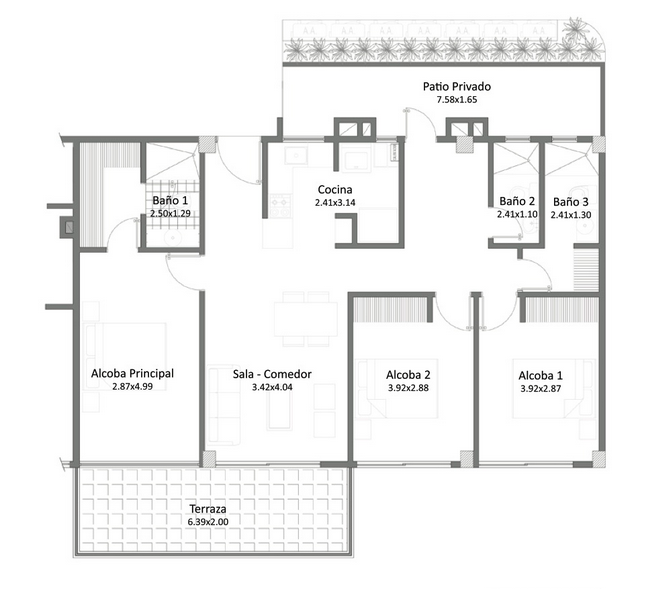 Patio Privado
7.58x1.65
Cocina
2.41x3.14
Baño 1
2.50x1.29
Baño 2
2.41x1.10
Baño 3
2.41x1.30
Alcoba Principal
2.87x4.99
Sala - Comedor
3.42x4.04
Alcoba 2
3.92x2.88
Alcoba 1
3.92x2.87
Terraza
6.39x2.00